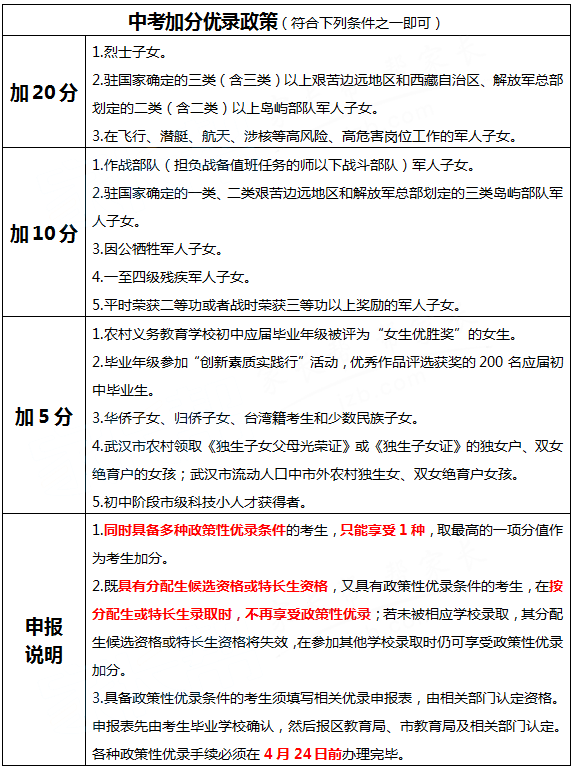 中考加分优录政策（符合下列条件之一即可）
加20分
1.烈士子女。
2.驻国家确定的三类（含三类）以上艰苦边远地区和西藏自治区、解放军总部
划定的二类（含二类）以上岛屿部队军人子女。
3.在飞行、潜艇、航天、涉核等高风险、高危害岗位工作的军人子女。
加10分
1.作战部队（担负战备值班任务的师以下战斗部队）军人子女。
2.驻国家确定的一类、二类艰苦边远地区和解放军总部划定的三类岛屿部队军
人子女。
3.因公牺牲军人子女。
4.一至四级残疾军人子女。
5.平时荣获二等功或者战时荣获三等功以上奖励的军人子女。
加5分
1.农村义务教育学校初中应届毕业年级被评为“女生优胜奖”的女生。
2.毕业年级参加“创新素质实践行”活动，优秀作品评选获奖的200名应届初
中毕业生。
3.华侨子女、归侨子女、台湾籍考生和少数民族子女。
4.武汉市农村领取《独生子女父母光荣证》或《独生子女证》的独女户、双女
绝育户的女孩；武汉市流动人口中市外农村独生女、双女绝育户女孩。
5.初中阶段市级科技小人才获得者。
申报
说明
1.同时具备多种政策性优录条件的考生，只能享受1种，取最高的一项分值作
为考生加分。
2.既具有分配生候选资格或特长生资格，又具有政策性优录条件的考生，在按
分配生或特长生录取时，不再享受政策性优录；若未被相应学校录取，其分配
生候选资格或特长生资格将失效，在参加其他学校录取时仍可享受政策性优录
加分。
3.具备政策性优录条件的考生须填写相关优录申报表，由相关部门认定资格。
申报表先由考生毕业学校确认，然后报区教育局、市教育局及相关部门认定。
各种政策性优录手续必须在4月24日前办理完毕。